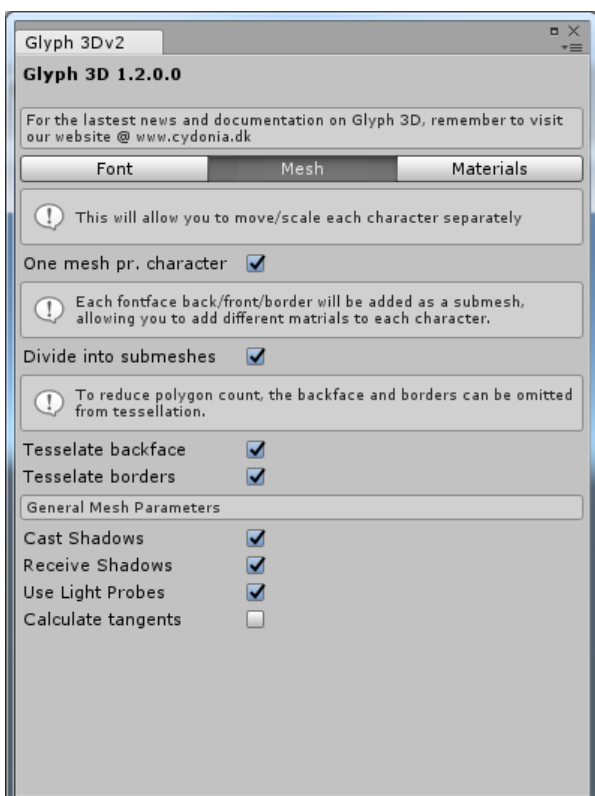 Glyph 3Dv2
Glyph 3D 1.2.0.0
For the lastest news and documentation on Glyph 3D, remember to visit
our website @ www.cydonia.dk
Font Mesh Materials
This will allow you to move/scale each character separately
One mesh pr. character
Each fontface back/front/border will be added as a submesh,
allowing you to add different matrials to each character.
Divide into submeshes
To reduce polygon count, the backface and borders can be omitted
from tessellation.
Tesselate backface
Tesselate borders
General Mesh Parameters
Cast Shadows
Receive Shadows
Use Light Probes
Calculate tangents